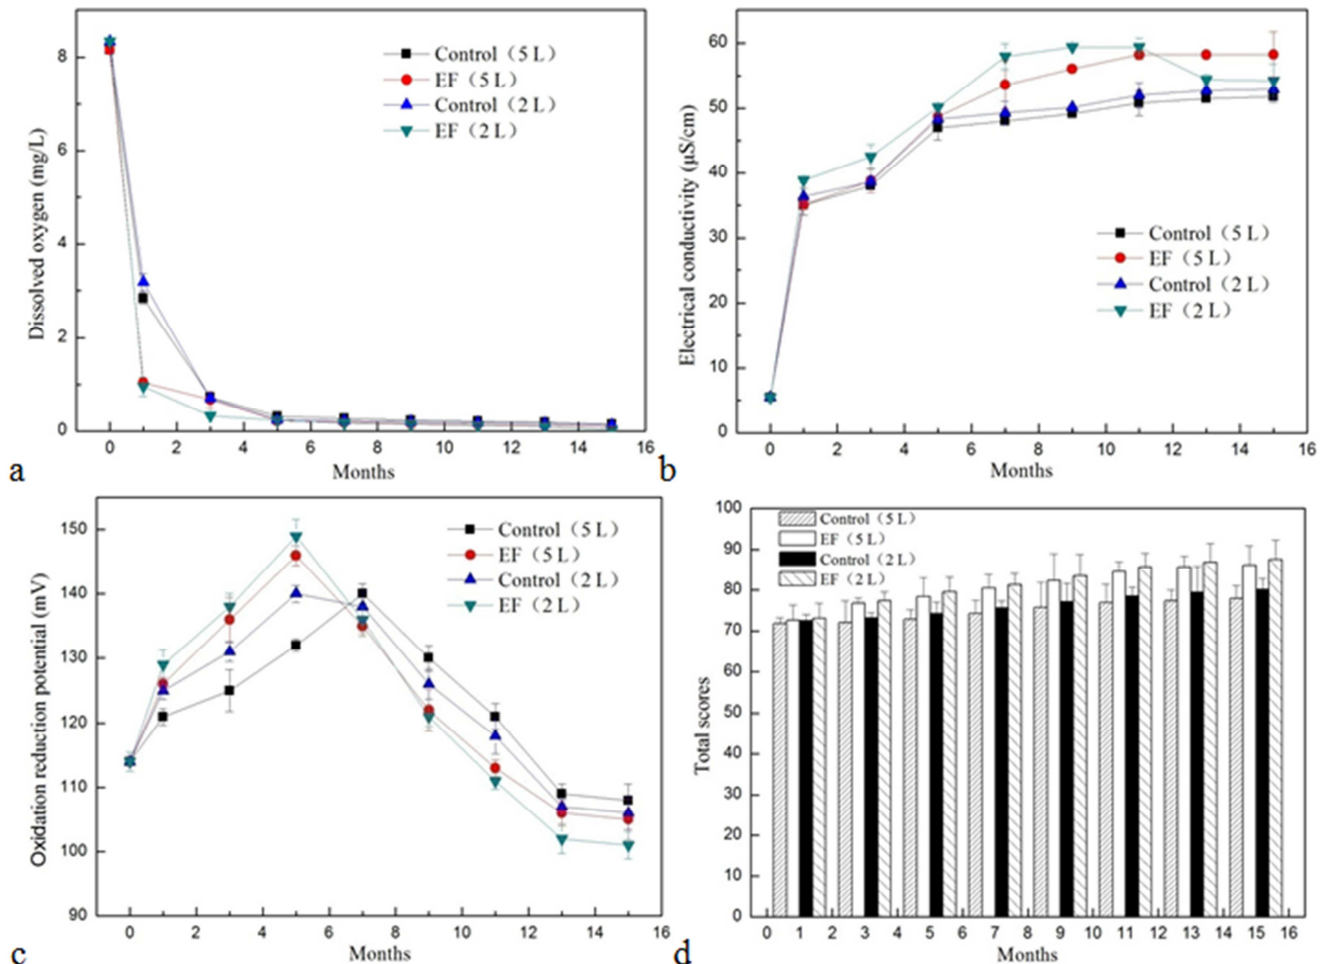 8
6
4
2
0
Dissolved oxygen (mg/L)
Control（5 L）
EF（5 L）
Control（2 L）
EF（2 L）
0 2 4 6 8 10 12 14 16
Months
a
60
50
40
30
20
10
0
Electrical conductivity (μS/cm)
Control（5 L）
EF（5 L）
Control（2 L）
EF（2 L）
0 2 4 6 8 10 12 14 16
Months
b
150
140
130
120
110
100
90
Oxidation reduction potential (mV)
Control（5 L）
EF（5 L）
Control（2 L）
EF（2 L）
0 2 4 6 8 10 12 14 16
Months
c
100
90
80
70
60
50
40
30
20
10
0
Total scores
Control（5 L）
EF（5 L）
Control（2 L）
EF（2 L）
0 1 2 3 4 5 6 7 8 9 10 11 12 13 14 15 16
Months
d